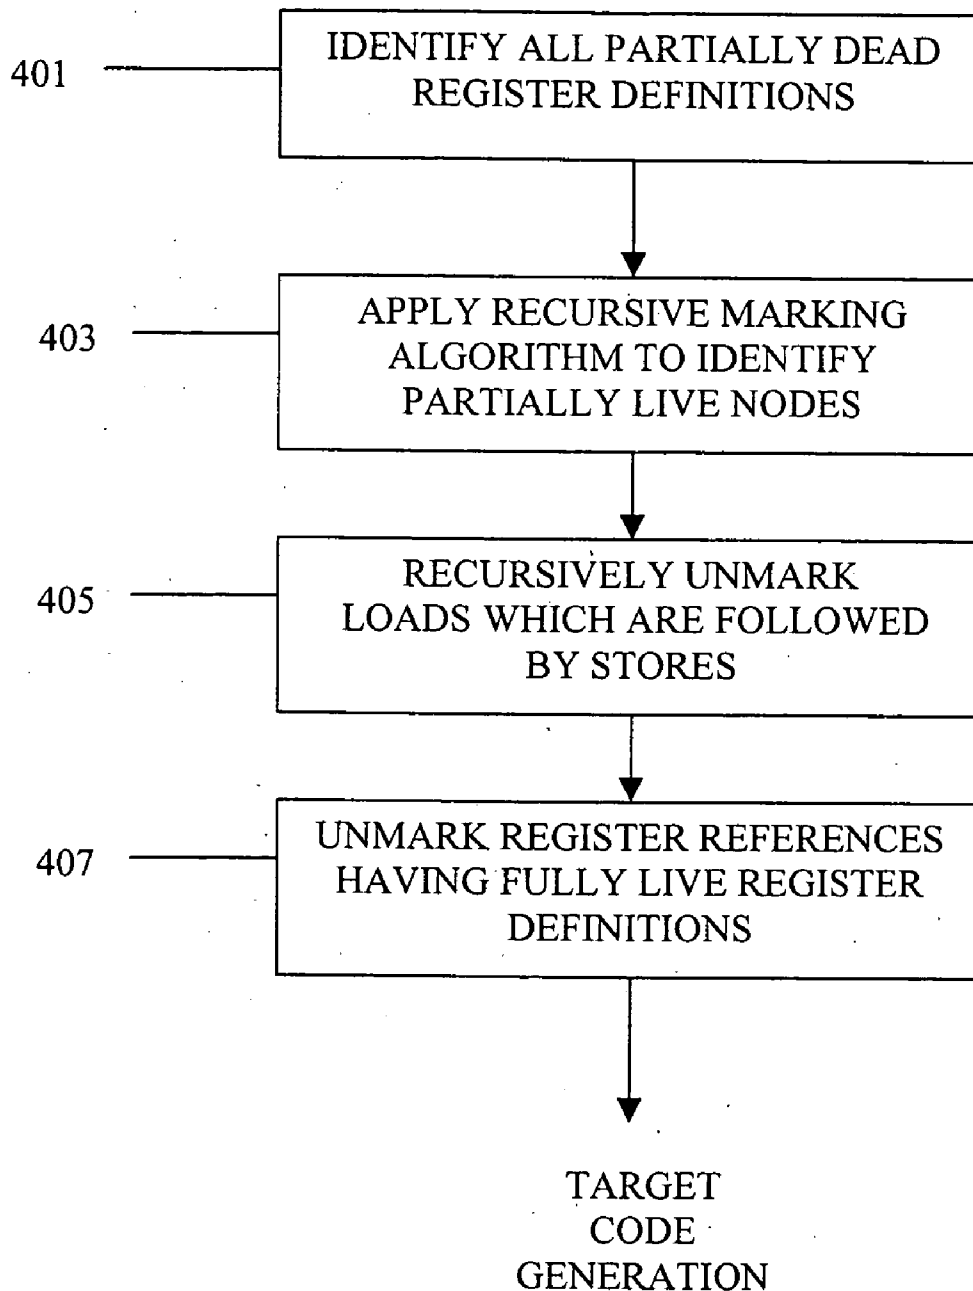 401
IDENTIFY ALL PARTIALLY DEAD
REGISTER DEFINITIONS
403
APPLY RECURSIVE MARKING
ALGORITHM TO IDENTIFY
PARTIALLY LIVE NODES
405
RECURSIVELY UNMARK
LOADS WHICH ARE FOLLOWED
BY STORES
407
UNMARK REGISTER REFERENCES
HAVING FULLY LIVE REGISTER
DEFINITIONS
TARGET
CODE
GENERATION